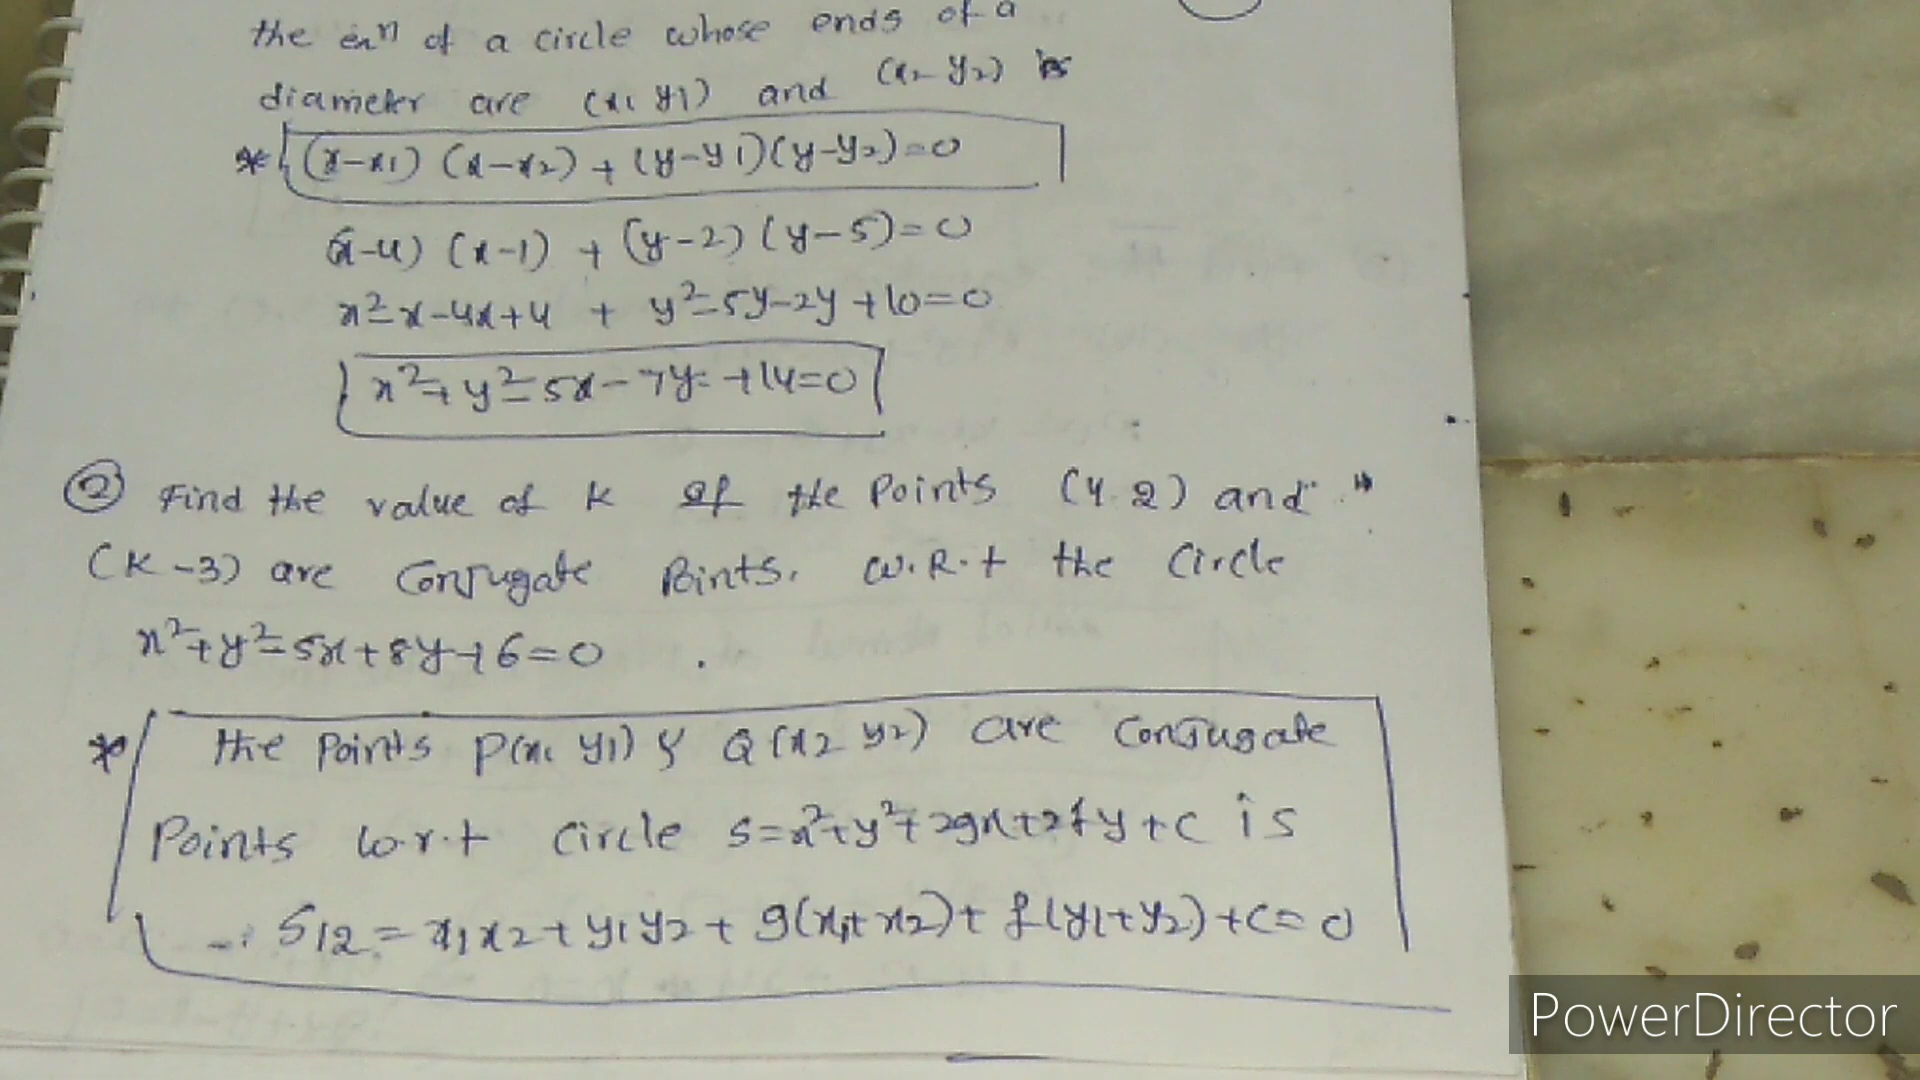 the eqn of a circle whose ends of a
diameter are (x1 y1) and (x2 y2) is
* (x-x1) (x-x2) + (y-y1)(y-y2)=0
(x-4) (x-1) + (y-2) (y-5)=0
x²-x-4x+4 + y²-5y-2y+10=0
x²+y²-5x-7y+14=0
② Find the value of k if the Points (4 2) and
(K -3) are Conjugate Points. W.R.t the Circle
x²+y²-5x+8y+6=0 .
* the Points P(x1 y1) & Q(x2 y2) are Conjugate
Points w.r.t circle S=x²+y²+2gx+2fy+c is
S12=x1x2+y1y2+g(x1+x2)+f(y1+y2)+c=0
PowerDirector